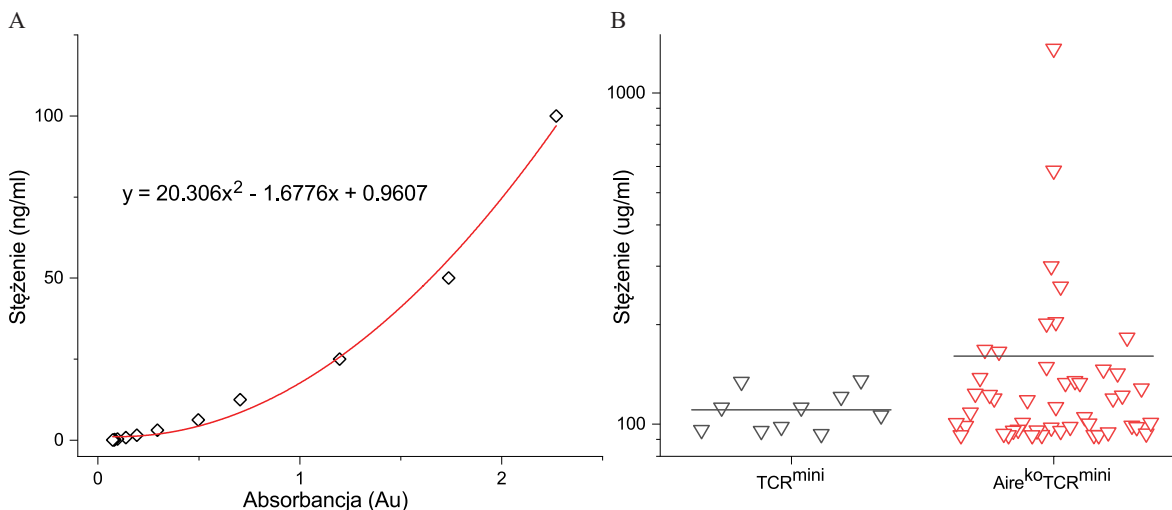 A
Stężenie (ng/ml)
100
50
0
y = 20.306x² - 1.6776x + 0.9607
0
1
2
Absorbancja (Au)
B
Stężenie (ug/ml)
1000
100
TCRᵐⁱⁿⁱ
AireᵏᵒTCRᵐⁱⁿⁱ